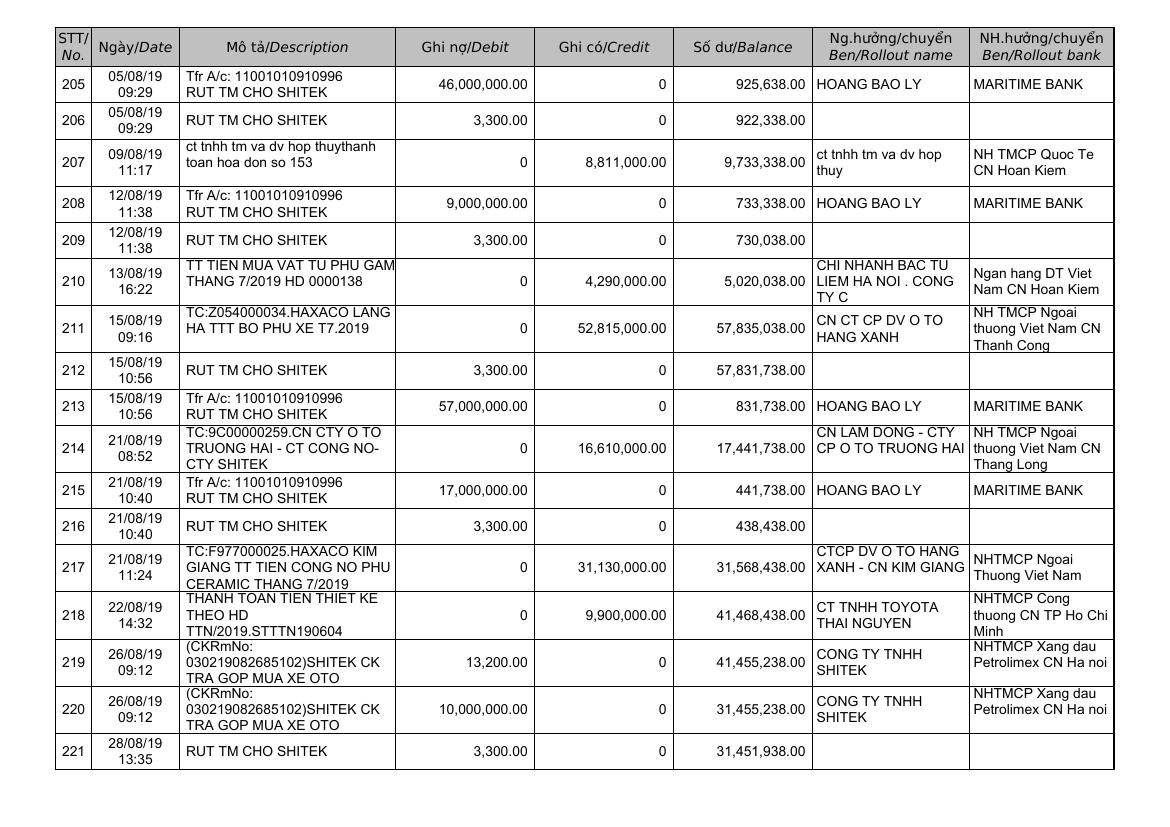 STT/ Ngày/Date Mô tả/Description Ghi nợ/Debit Ghi có/Credit Số dư/Balance Ng.hưởng/chuyển NH.hưởng/chuyển
No. Ben/Rollout name Ben/Rollout bank
205 05/08/19 Tfr A/c: 11001010910996 46,000,000.00 0 925,638.00 HOANG BAO LY MARITIME BANK
09:29 RUT TM CHO SHITEK
206 05/08/19 RUT TM CHO SHITEK 3,300.00 0 922,338.00
09:29
207 09/08/19 ct tnhh tm va dv hop thuythanh 0 8,811,000.00 9,733,338.00 ct tnhh tm va dv hop NH TMCP Quoc Te
11:17 toan hoa don so 153 thuy CN Hoan Kiem
208 12/08/19 Tfr A/c: 11001010910996 9,000,000.00 0 733,338.00 HOANG BAO LY MARITIME BANK
11:38 RUT TM CHO SHITEK
209 12/08/19 RUT TM CHO SHITEK 3,300.00 0 730,038.00
11:38
210 13/08/19 TT TIEN MUA VAT TU PHU GAM 0 4,290,000.00 5,020,038.00 CHI NHANH BAC TU Ngan hang DT Viet
16:22 THANG 7/2019 HD 0000138 LIEM HA NOI . CONG Nam CN Hoan Kiem
TY C
211 15/08/19 TC:Z054000034.HAXACO LANG 0 52,815,000.00 57,835,038.00 CN CT CP DV O TO NH TMCP Ngoai
09:16 HA TTT BO PHU XE T7.2019 HANG XANH thuong Viet Nam CN
Thanh Cong
212 15/08/19 RUT TM CHO SHITEK 3,300.00 0 57,831,738.00
10:56
213 15/08/19 Tfr A/c: 11001010910996 57,000,000.00 0 831,738.00 HOANG BAO LY MARITIME BANK
10:56 RUT TM CHO SHITEK
214 21/08/19 TC:9C00000259.CN CTY O TO 0 16,610,000.00 17,441,738.00 CN LAM DONG - CTY NH TMCP Ngoai
08:52 TRUONG HAI - CT CONG NO- CP O TO TRUONG HAI thuong Viet Nam CN
CTY SHITEK Thang Long
215 21/08/19 Tfr A/c: 11001010910996 17,000,000.00 0 441,738.00 HOANG BAO LY MARITIME BANK
10:40 RUT TM CHO SHITEK
216 21/08/19 RUT TM CHO SHITEK 3,300.00 0 438,438.00
10:40
217 21/08/19 TC:F977000025.HAXACO KIM 0 31,130,000.00 31,568,438.00 CTCP DV O TO HANG NHTMCP Ngoai
11:24 GIANG TT TIEN CONG NO PHU XANH - CN KIM GIANG Thuong Viet Nam
CERAMIC THANG 7/2019
218 22/08/19 THANH TOAN TIEN THIET KE 0 9,900,000.00 41,468,438.00 CT TNHH TOYOTA NHTMCP Cong
14:32 THEO HD THAI NGUYEN thuong CN TP Ho Chi
TTN/2019.STTTN190604 Minh
219 26/08/19 (CKRmNo: 13,200.00 0 41,455,238.00 CONG TY TNHH NHTMCP Xang dau
09:12 030219082685102)SHITEK CK SHITEK Petrolimex CN Ha noi
TRA GOP MUA XE OTO
220 26/08/19 (CKRmNo: 10,000,000.00 0 31,455,238.00 CONG TY TNHH NHTMCP Xang dau
09:12 030219082685102)SHITEK CK SHITEK Petrolimex CN Ha noi
TRA GOP MUA XE OTO
221 28/08/19 RUT TM CHO SHITEK 3,300.00 0 31,451,938.00
13:35